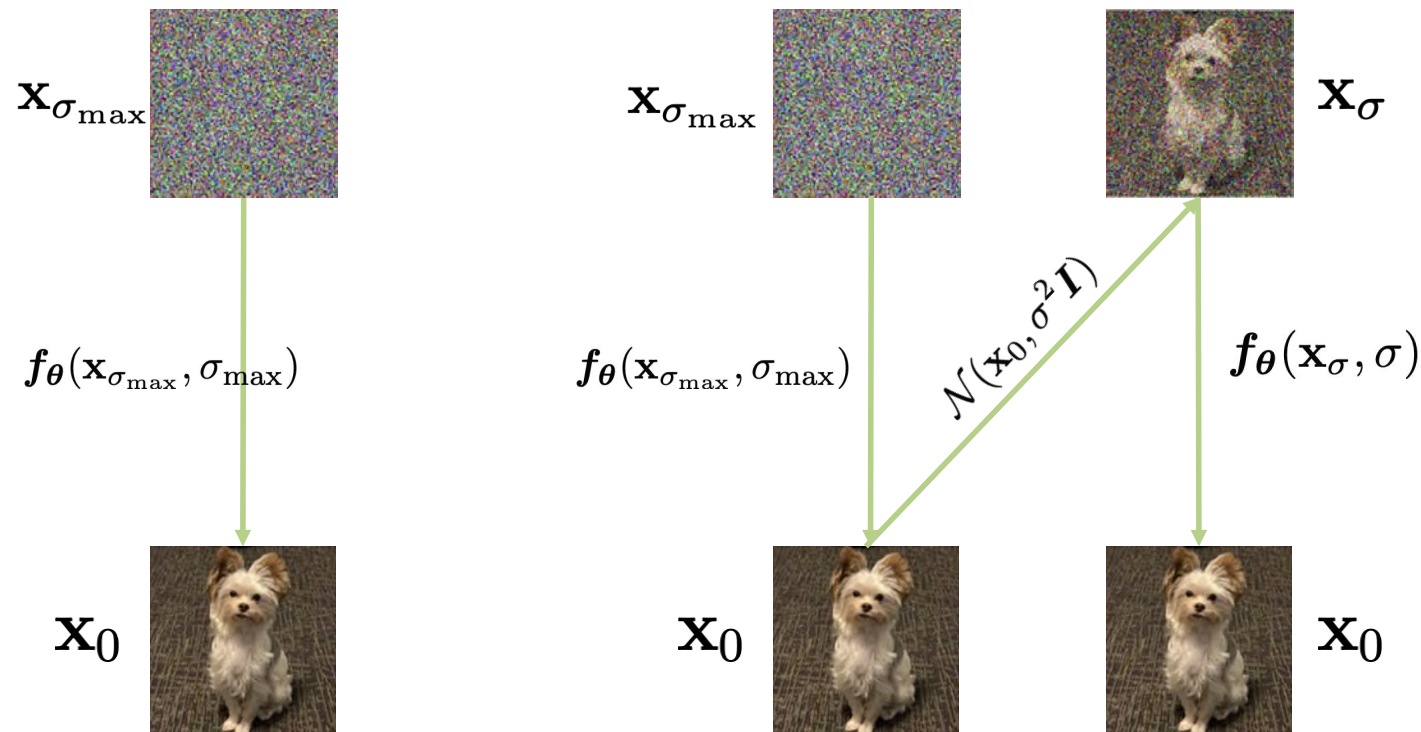 𝐱_{σ_max}
𝒇_𝜽(𝐱_{σ_max}, σ_max)
𝐱_0
𝐱_{σ_max}
𝒇_𝜽(𝐱_{σ_max}, σ_max)
𝐱_0
𝒩(𝐱_0, σ^2 𝑰)
𝐱_σ
𝒇_𝜽(𝐱_σ, σ)
𝐱_0